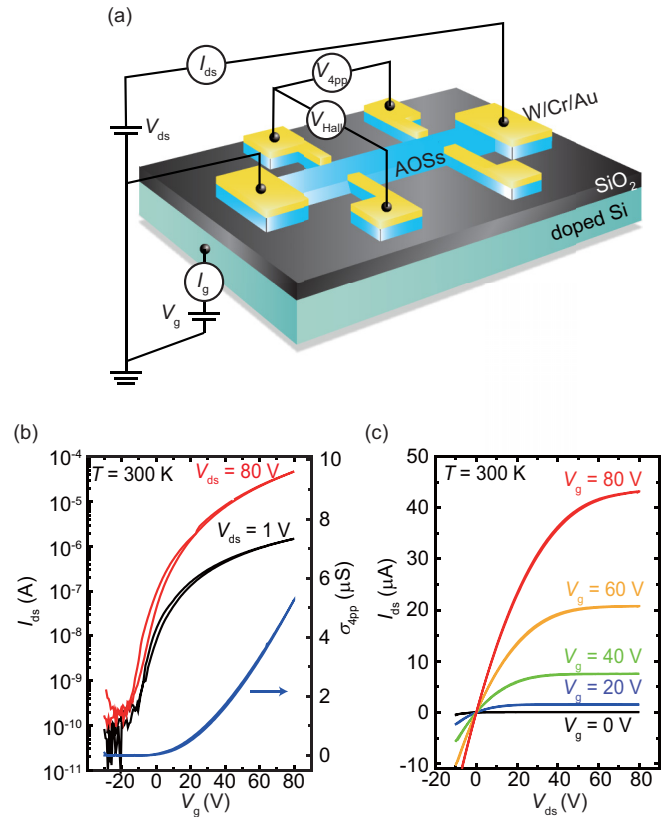 (a)
I_ds
V_4pp
V_Hall
W/Cr/Au
V_ds
AOSs
SiO₂
doped Si
I_g
V_g
(b)
T = 300 K
V_ds = 80 V
V_ds = 1 V
10⁻⁴
10⁻⁵
10⁻⁶
10⁻⁷
10⁻⁸
10⁻⁹
10⁻¹⁰
10⁻¹¹
I_ds (A)
10
8
6
4
2
0
σ_4pp (μS)
-40 -20 0 20 40 60 80
V_g (V)
(c)
T = 300 K
V_g = 80 V
V_g = 60 V
V_g = 40 V
V_g = 20 V
V_g = 0 V
50
40
30
20
10
0
-10
I_ds (μA)
-20 0 20 40 60 80
V_ds (V)